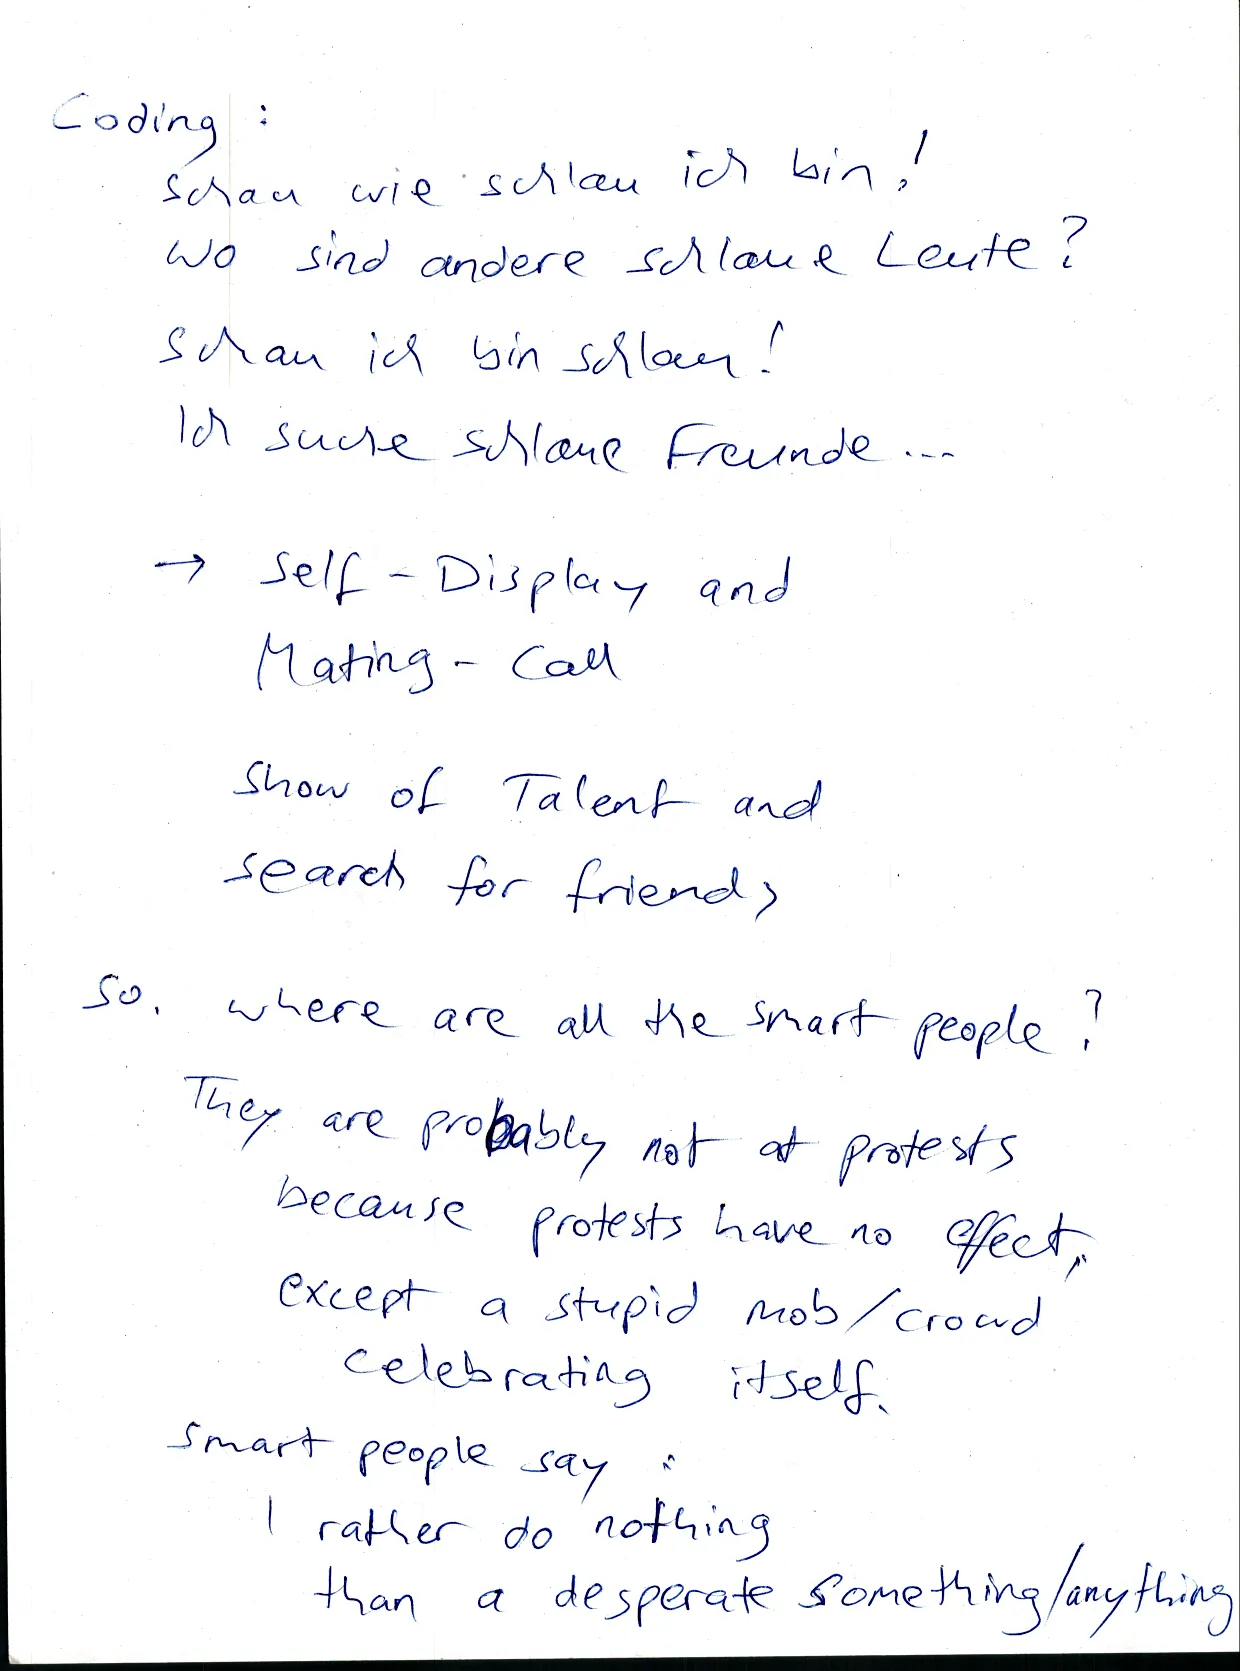 Coding :
Schau wie schlau ich bin!
Wo sind andere schlaue Leute?
Schau ich bin schlau!
Ich suche schlaue Freunde...
→ Self-Display and
Mating-Call
Show of Talent and
search for friends
So. where are all the smart people?
They are probably not at protests
because protests have no effect,
except a stupid mob/crowd
celebrating itself.
Smart people say :
I rather do nothing
than a desperate something/anything